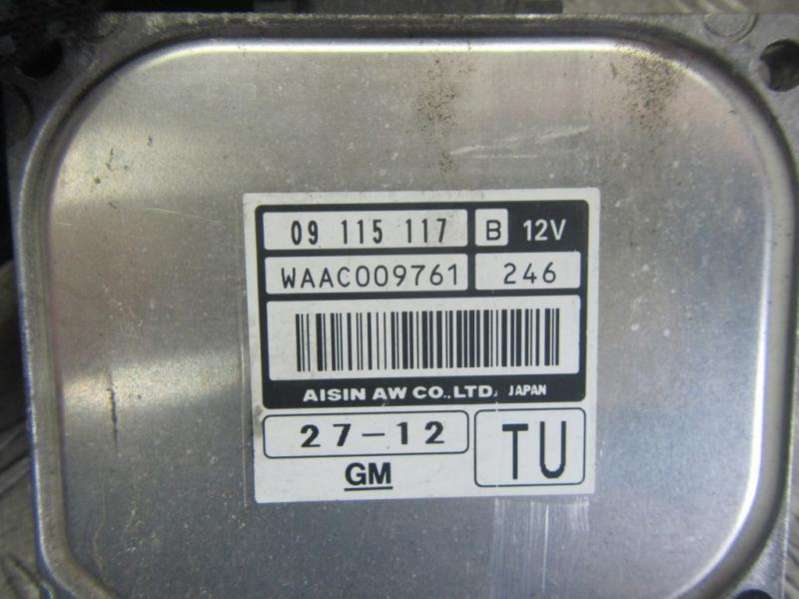 09 115 117 B 12V
WAAC009761 246
AISIN AW CO.,LTD. JAPAN
27-12 TU
GM